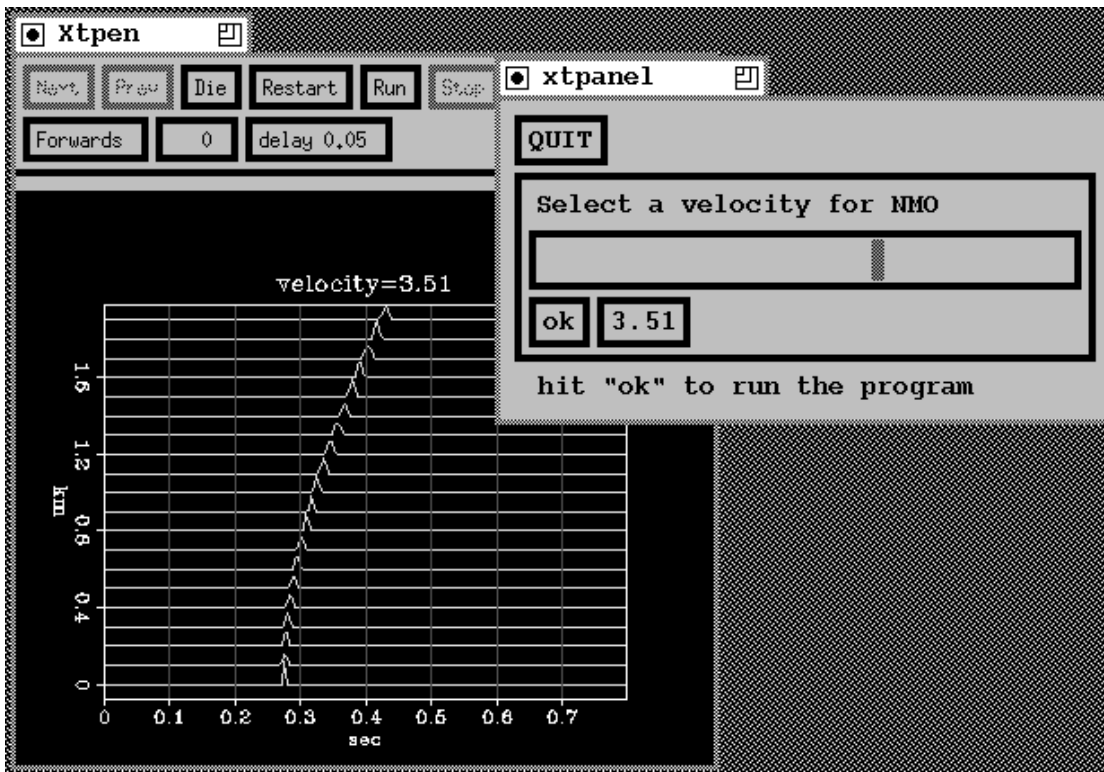 Xtpen
Next Prev Die Restart Run Stop
Forwards 0 delay 0.05
xtpanel
QUIT
Select a velocity for NMO
ok 3.51
hit "ok" to run the program
velocity=3.51
1.6
1.2
0.8
0.4
0
km
0 0.1 0.2 0.3 0.4 0.5 0.6 0.7
sec